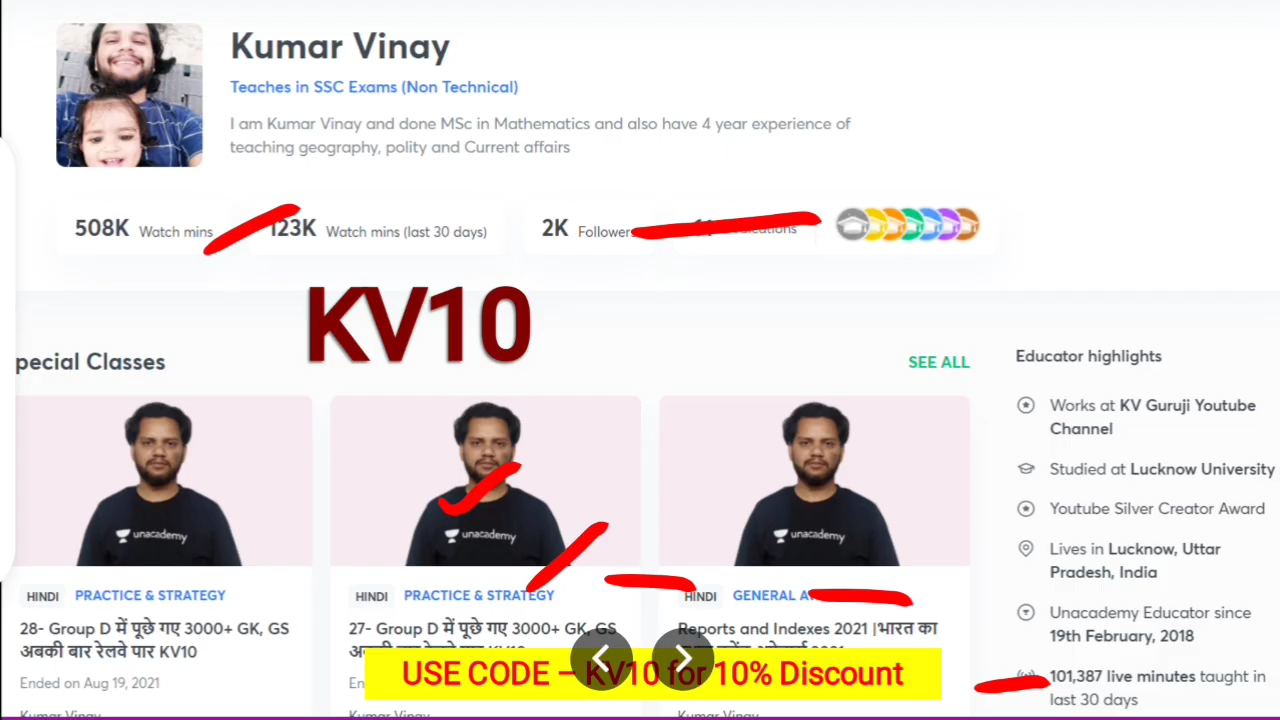 Kumar Vinay
Teaches in SSC Exams (Non Technical)
I am Kumar Vinay and done MSc in Mathematics and also have 4 year experience of
teaching geography, polity and Current affairs
508K Watch mins
123K Watch mins (last 30 days)
2K Followers
KV10
pecial Classes
SEE ALL
unacademy
HINDI PRACTICE & STRATEGY
28- Group D में पूछे गए 3000+ GK, GS
अबकी बार रेलवे पार KV10
Ended on Aug 19, 2021
Kumar Vinay
unacademy
HINDI PRACTICE & STRATEGY
27- Group D में पूछे गए 3000+ GK, GS
Kumar Vinay
unacademy
HINDI GENERAL
Reports and Indexes 2021 |भारत का
Kumar Vinay
USE CODE – KV10 for 10% Discount
Educator highlights
Works at KV Guruji Youtube
Channel
Studied at Lucknow University
Youtube Silver Creator Award
Lives in Lucknow, Uttar
Pradesh, India
Unacademy Educator since
19th February, 2018
101,387 live minutes taught in
last 30 days